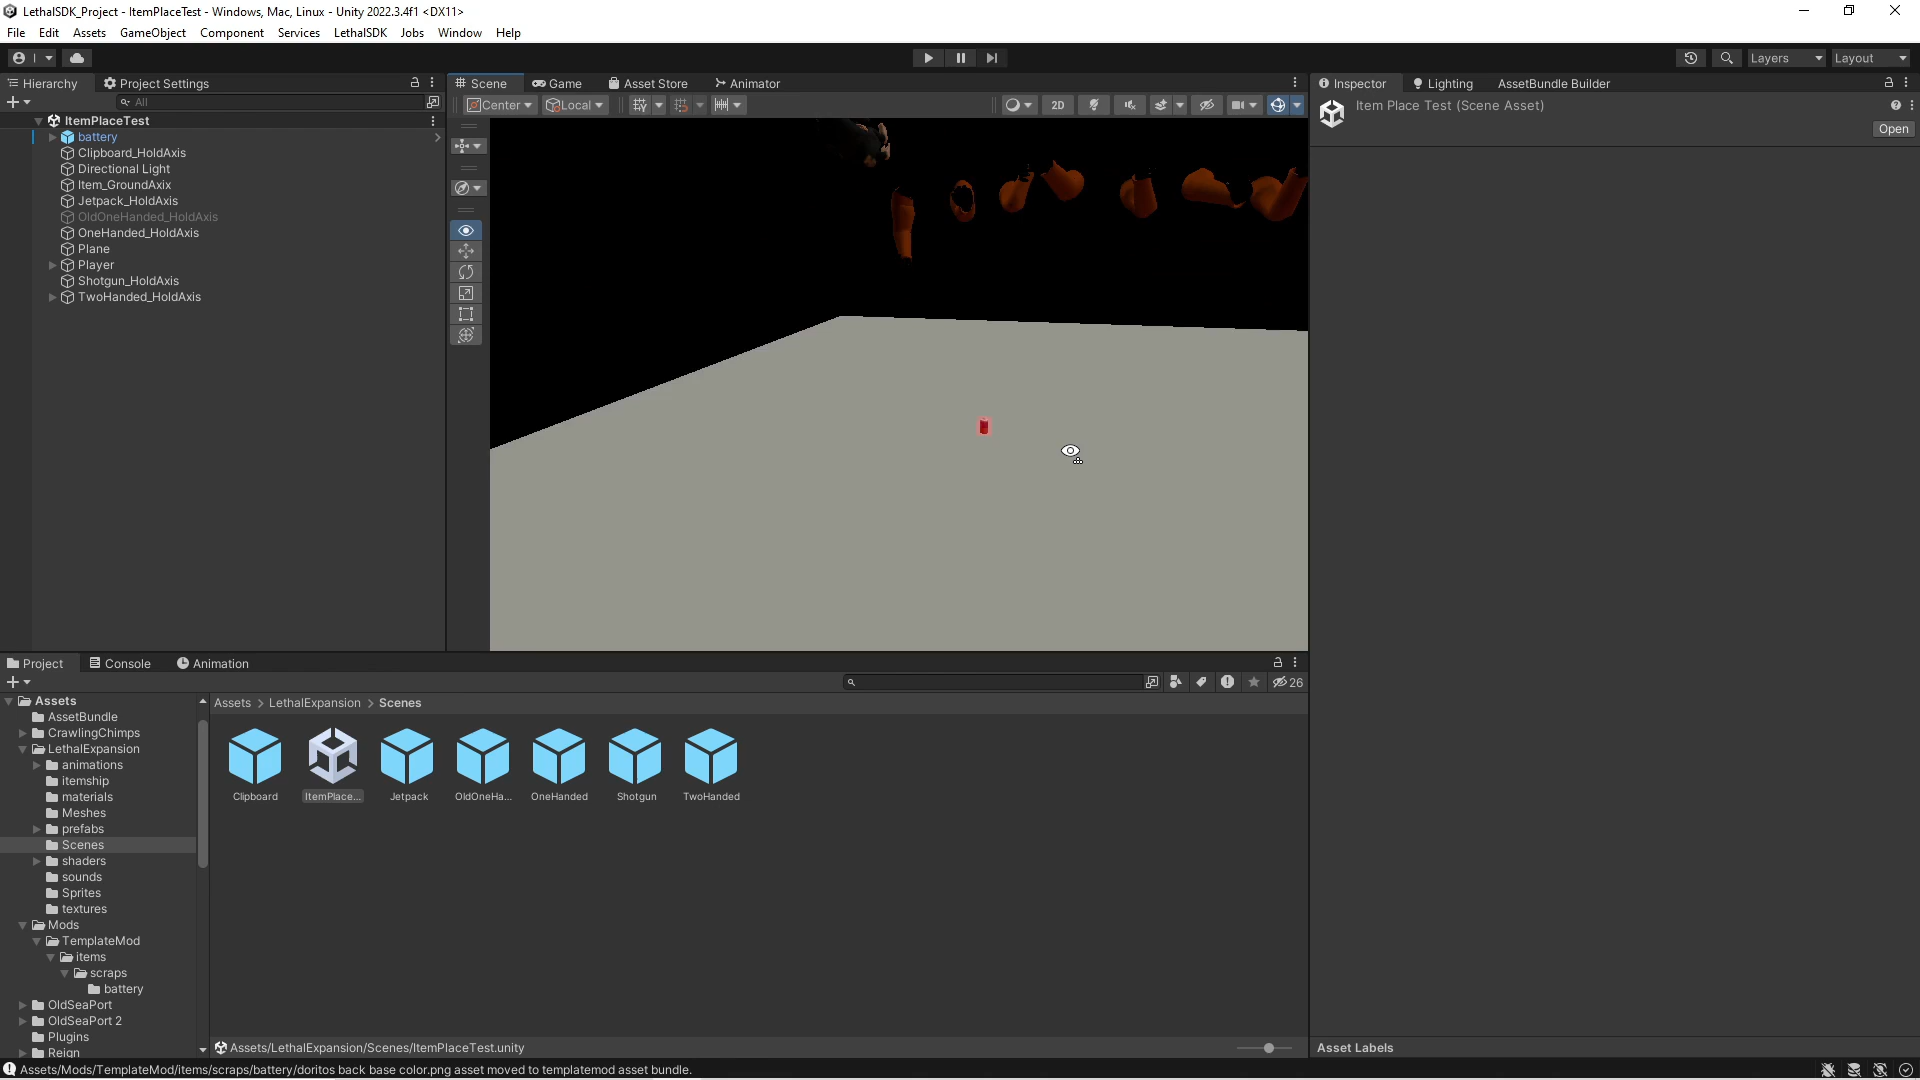 LethalSDK_Project - ItemPlaceTest - Windows, Mac, Linux - Unity 2022.3.4f1 <DX11>
File Edit Assets GameObject Component Services LethalSDK Jobs Window Help
I Layers Layout
Hierarchy Project Settings
All
ItemPlaceTest
battery
Clipboard_HoldAxis
Directional Light
Item_GroundAxix
Jetpack_HoldAxis
OldOneHanded_HoldAxis
OneHanded_HoldAxis
Plane
Player
Shotgun_HoldAxis
TwoHanded_HoldAxis
Scene Game Asset Store Animator
Center Local 2D
Inspector Lighting AssetBundle Builder
Item Place Test (Scene Asset)
Open
Project Console Animation
26
Assets
AssetBundle
CrawlingChimps
LethalExpansion
animations
itemship
materials
Meshes
prefabs
Scenes
shaders
sounds
Sprites
textures
Mods
TemplateMod
items
scraps
battery
OldSeaPort
OldSeaPort 2
Plugins
Reign
Assets > LethalExpansion > Scenes
Clipboard ItemPlace... Jetpack OldOneHa... OneHanded Shotgun TwoHanded
Assets/LethalExpansion/Scenes/ItemPlaceTest.unity
Asset Labels
Assets/Mods/TemplateMod/items/scraps/battery/doritos back base color.png asset moved to templatemod asset bundle.